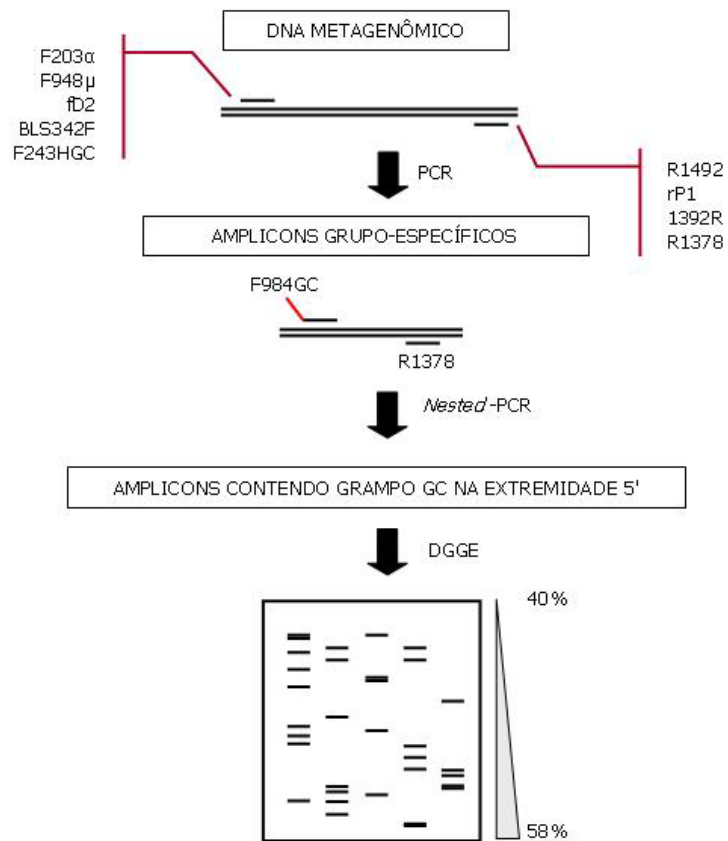 DNA METAGENÔMICO
F203α
F948μ
fD2
BLS342F
F243HGC
PCR
R1492
rP1
1392R
R1378
AMPLICONS GRUPO-ESPECÍFICOS
F984GC
R1378
Nested-PCR
AMPLICONS CONTENDO GRAMPO GC NA EXTREMIDADE 5'
DGGE
40%
58%